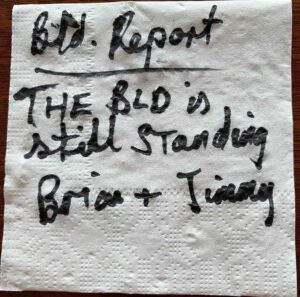 Bld. Report
THE BLD is
still Standing
Brian + Jimmy